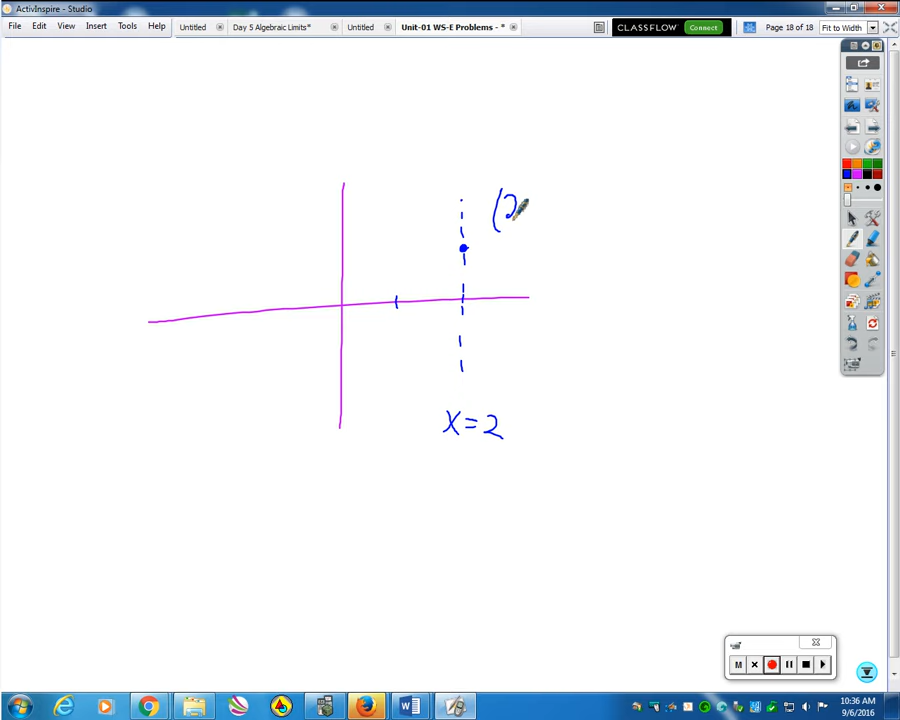 ActivInspire - Studio
File Edit View Insert Tools Help
Untitled
Day 5 Algebraic Limits*
Untitled
Unit-01 WS-E Problems - *
CLASSFLOW Connect
Page 18 of 18
Fit to Width
(2
x = 2
M
10:36 AM
9/6/2016